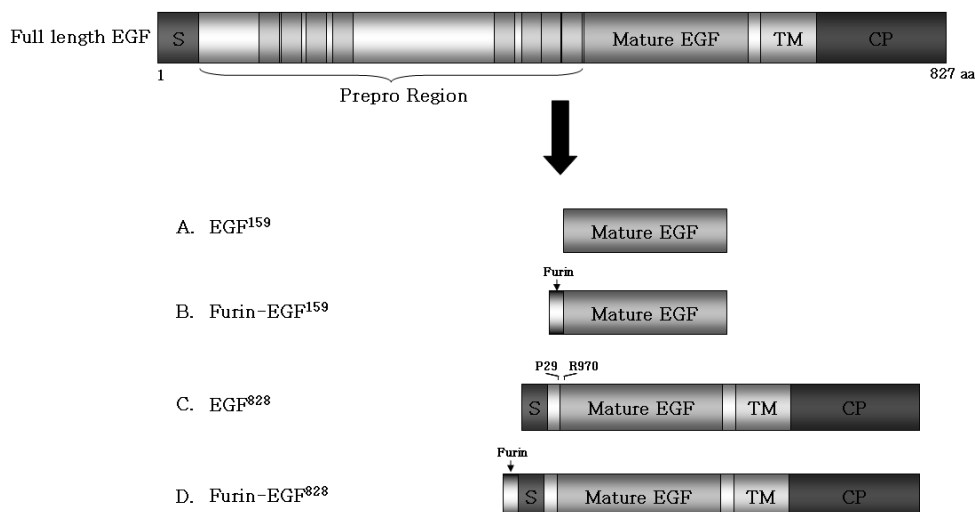 Full length EGF S Mature EGF TM CP
1 827 aa
Prepro Region
A. EGF159 Mature EGF
Furin
B. Furin-EGF159 Mature EGF
P29 R970
C. EGF828 S Mature EGF TM CP
Furin
D. Furin-EGF828 S Mature EGF TM CP